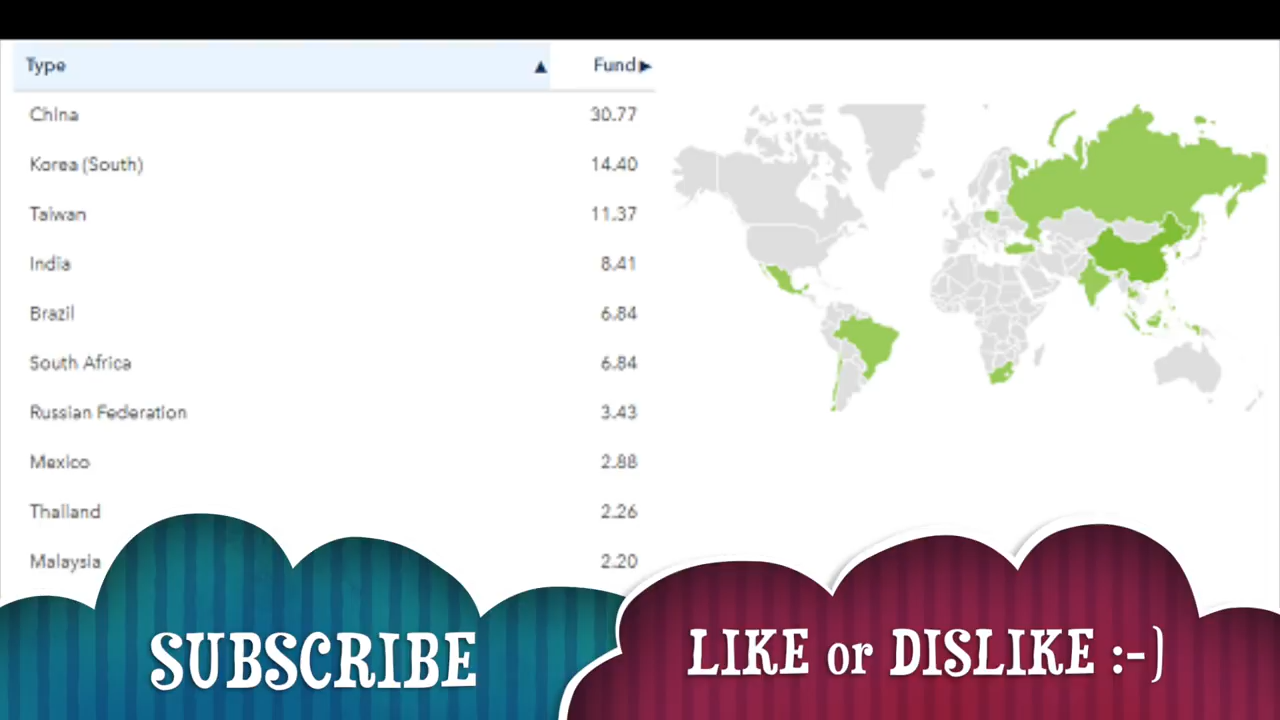 Type ▲ Fund ▶
China 30.77
Korea (South) 14.40
Taiwan 11.37
India 8.41
Brazil 6.84
South Africa 6.84
Russian Federation 3.43
Mexico 2.88
Thailand 2.26
Malaysia 2.20
SUBSCRIBE
LIKE or DISLIKE :-)